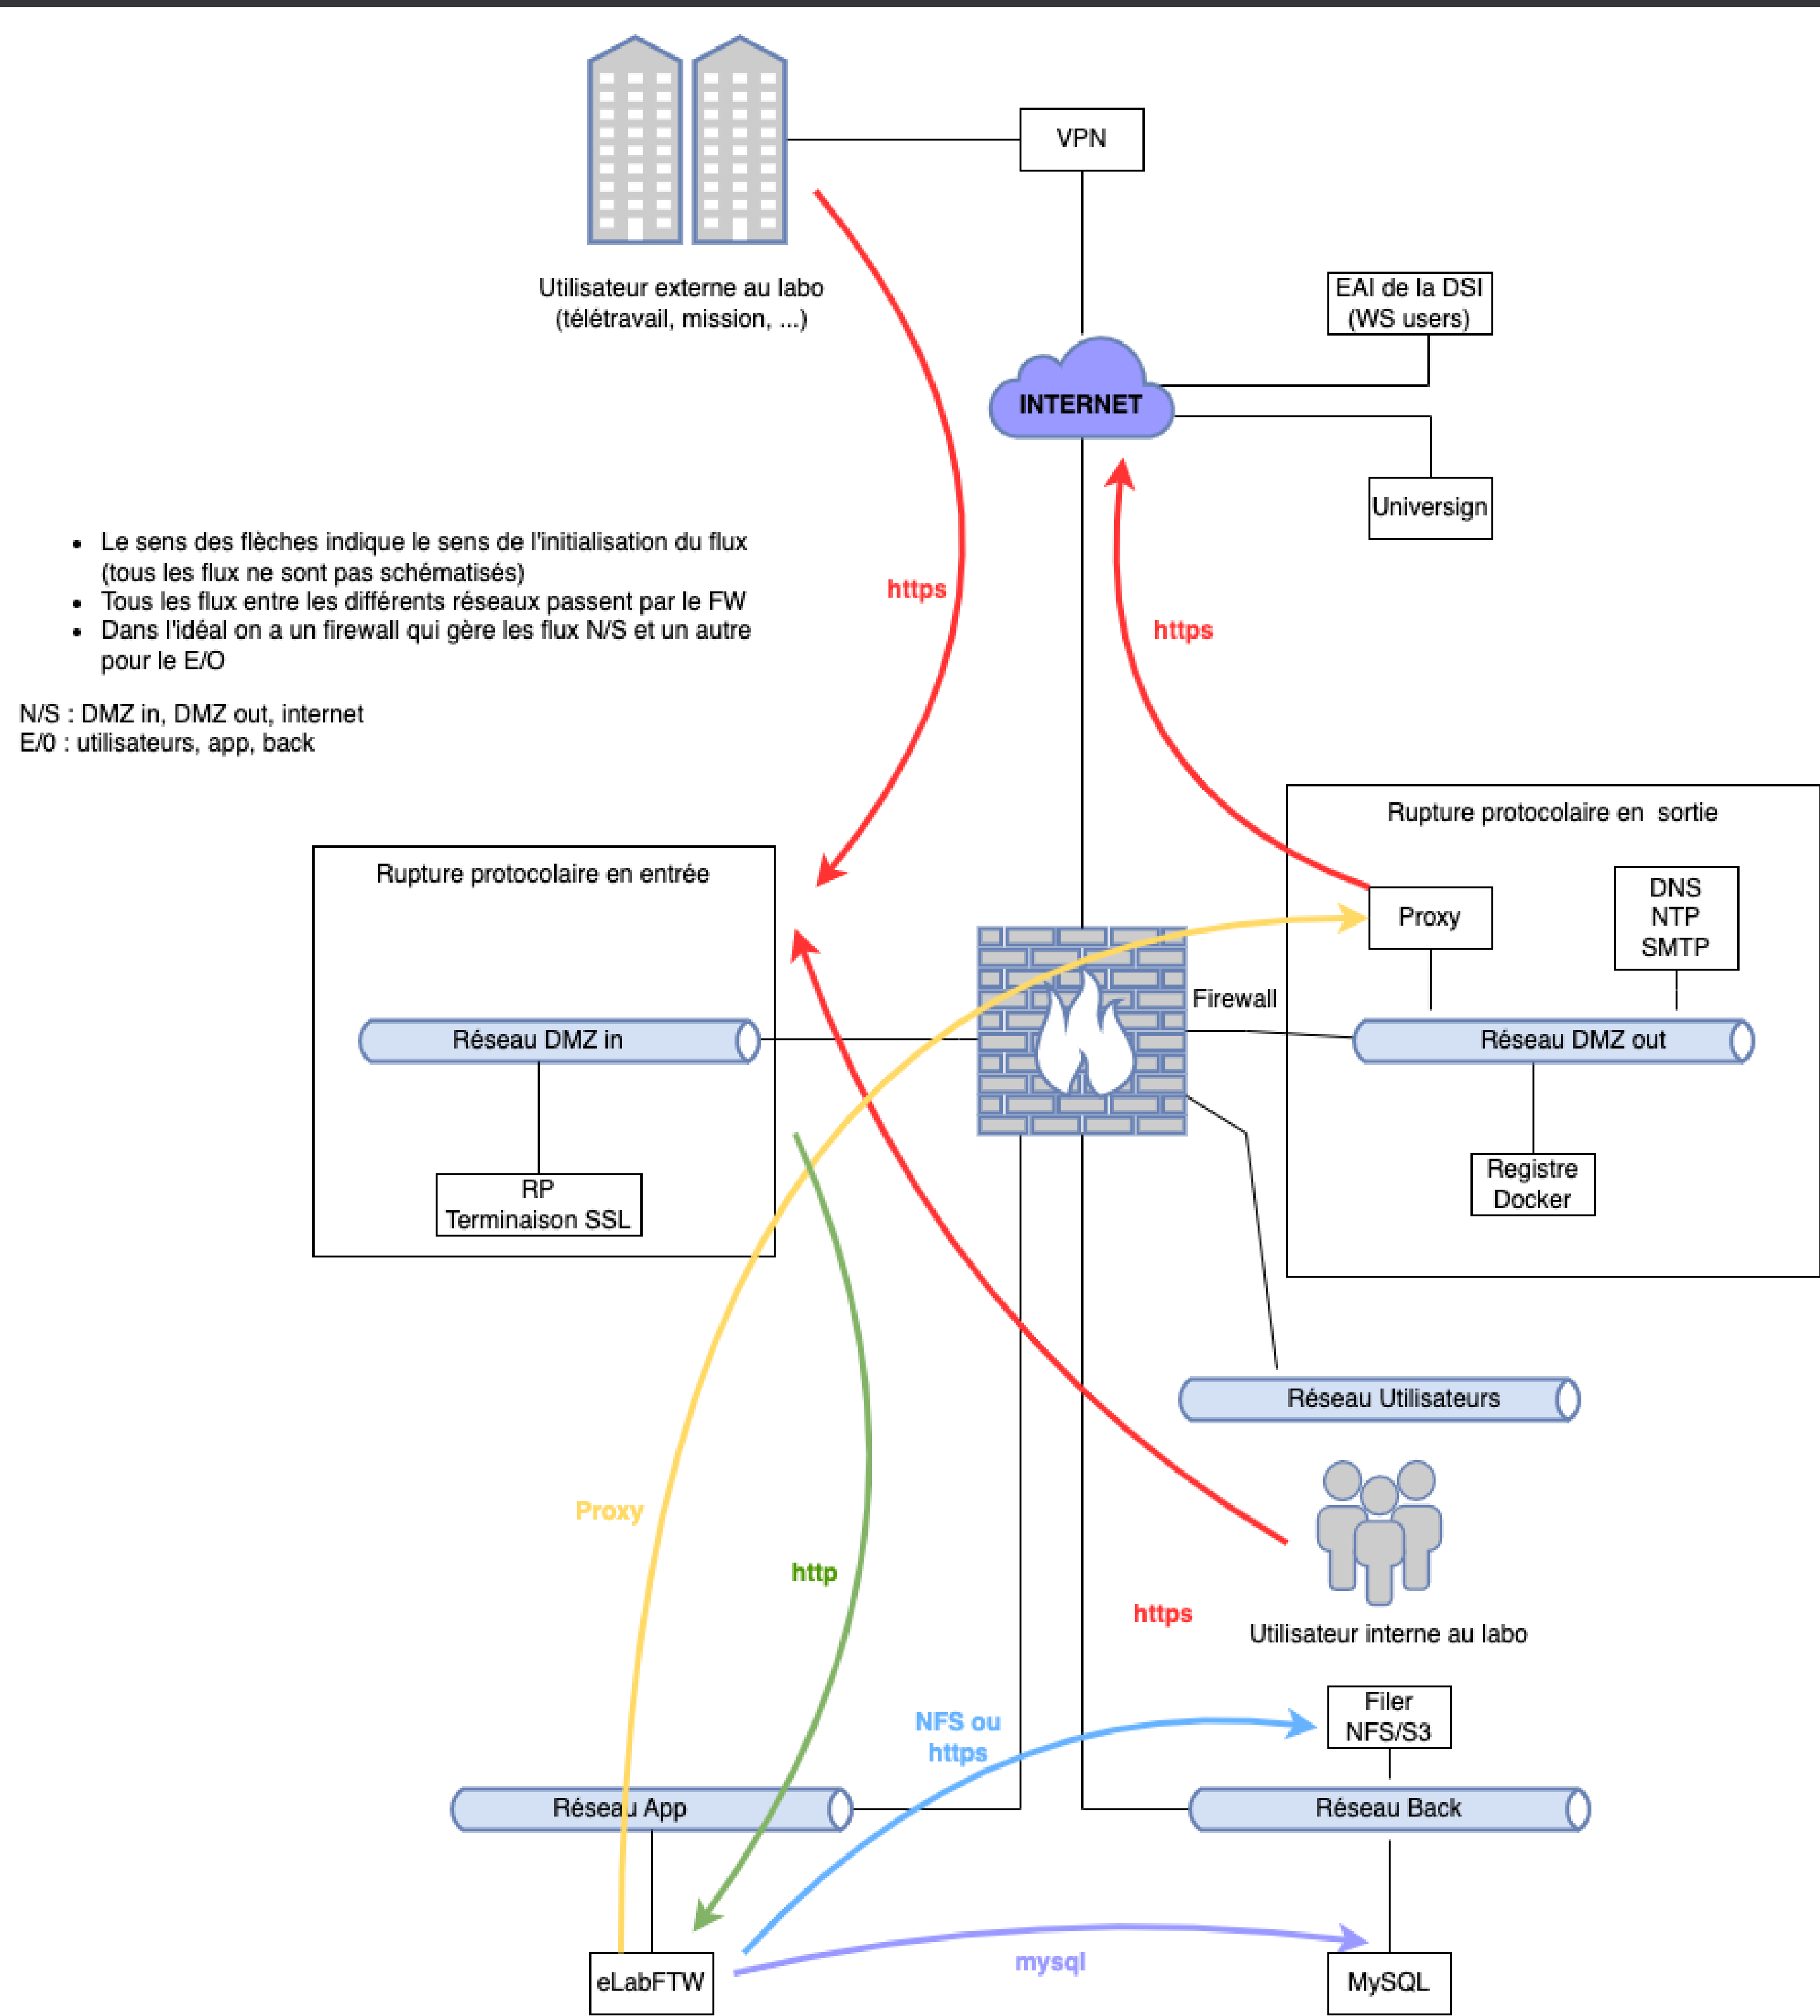 VPN
Utilisateur externe au labo
(télétravail, mission, ...)
EAI de la DSI
(WS users)
INTERNET
Universign
• Le sens des flèches indique le sens de l'initialisation du flux
(tous les flux ne sont pas schématisés)
• Tous les flux entre les différents réseaux passent par le FW
• Dans l'idéal on a un firewall qui gère les flux N/S et un autre
pour le E/O
https
https
N/S : DMZ in, DMZ out, internet
E/0 : utilisateurs, app, back
Rupture protocolaire en sortie
Rupture protocolaire en entrée
Proxy
DNS
NTP
SMTP
Firewall
Réseau DMZ in
Réseau DMZ out
RP
Terminaison SSL
Registre
Docker
Réseau Utilisateurs
Proxy
http
https
Utilisateur interne au labo
NFS ou
https
Filer
NFS/S3
Réseau App
Réseau Back
eLabFTW
mysql
MySQL